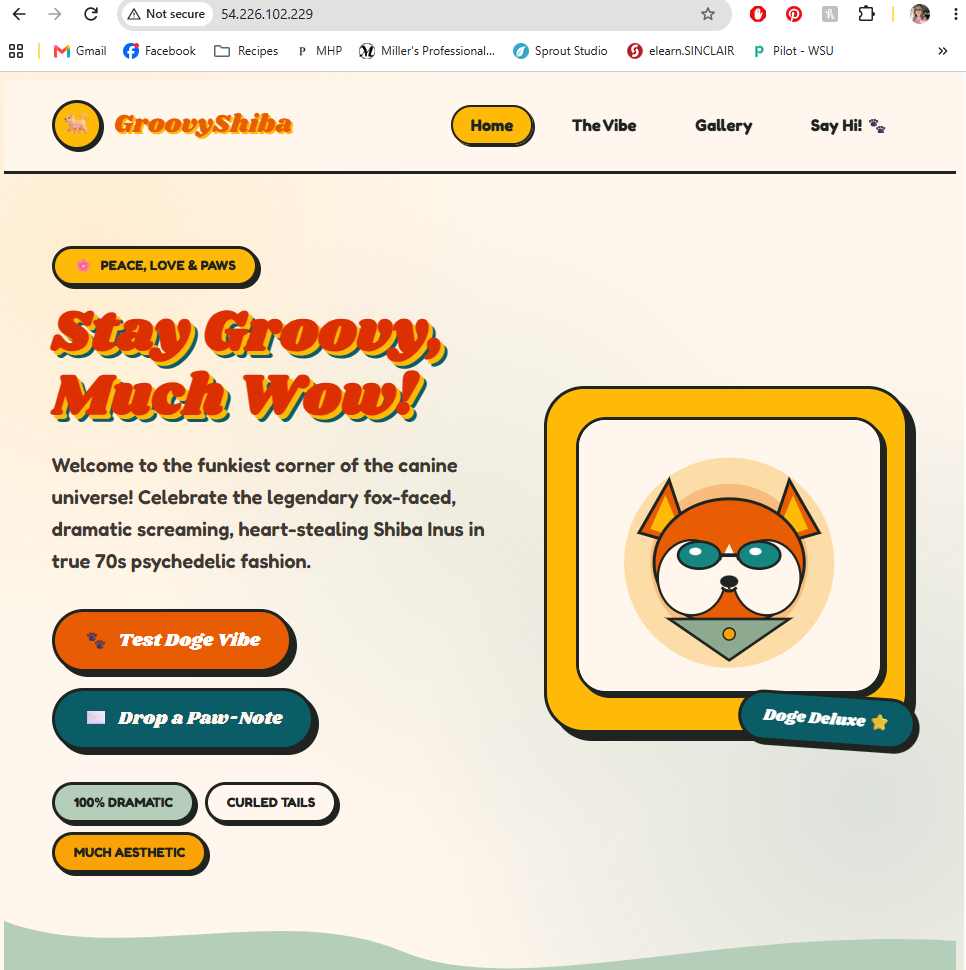 Not secure
54.226.102.229
Gmail
Facebook
Recipes
P MHP
M Miller's Professional...
Sprout Studio
elearn.SINCLAIR
P Pilot - WSU
»
GroovyShiba
Home
The Vibe
Gallery
Say Hi! 🐾
🌸 PEACE, LOVE & PAWS
Stay Groovy,
Much Wow!
Welcome to the funkiest corner of the canine
universe! Celebrate the legendary fox-faced,
dramatic screaming, heart-stealing Shiba Inus in
true 70s psychedelic fashion.
🐾 Test Doge Vibe
✉️ Drop a Paw-Note
Doge Deluxe ⭐
100% DRAMATIC
CURLED TAILS
MUCH AESTHETIC